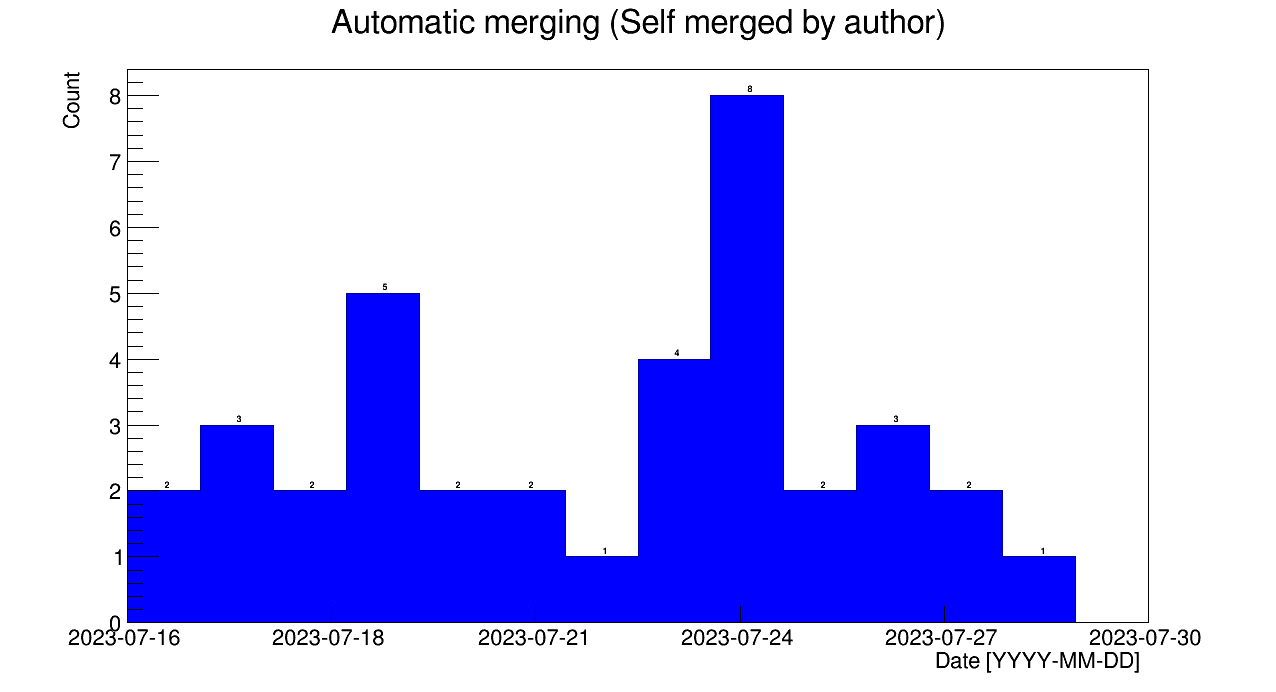 Automatic merging (Self merged by author)
Count
8
7
6
5
4
3
2
1
0
2 3 2 5 2 2 1 4 8 2 3 2 1
2023-07-16 2023-07-18 2023-07-21 2023-07-24 2023-07-27 2023-07-30
Date [YYYY-MM-DD]